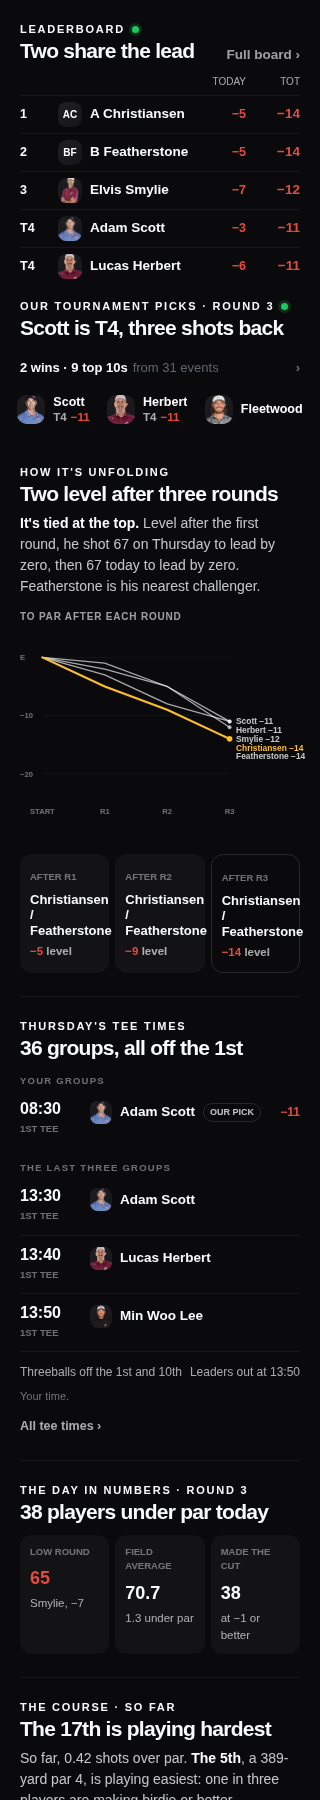 LEADERBOARD
Two share the lead
Full board ›
TODAY TOT
1 AC A Christiansen −5 −14
2 BF B Featherstone −5 −14
3 Elvis Smylie −7 −12
T4 Adam Scott −3 −11
T4 Lucas Herbert −6 −11
OUR TOURNAMENT PICKS · ROUND 3
Scott is T4, three shots back
2 wins · 9 top 10s from 31 events ›
Scott
T4 −11
Herbert
T4 −11
Fleetwood
HOW IT'S UNFOLDING
Two level after three rounds
It's tied at the top. Level after the first
round, he shot 67 on Thursday to lead by
zero, then 67 today to lead by zero.
Featherstone is his nearest challenger.
TO PAR AFTER EACH ROUND
E
−10
−20
Scott −11
Herbert −11
Smylie −12
Christiansen −14
Featherstone −14
START R1 R2 R3
AFTER R1
Christiansen
/
Featherstone
−5 level
AFTER R2
Christiansen
/
Featherstone
−9 level
AFTER R3
Christiansen
/
Featherstone
−14 level
THURSDAY'S TEE TIMES
36 groups, all off the 1st
YOUR GROUPS
08:30 Adam Scott OUR PICK −11
1ST TEE
THE LAST THREE GROUPS
13:30 Adam Scott
1ST TEE
13:40 Lucas Herbert
1ST TEE
13:50 Min Woo Lee
1ST TEE
Threeballs off the 1st and 10th Leaders out at 13:50
Your time.
All tee times ›
THE DAY IN NUMBERS · ROUND 3
38 players under par today
LOW ROUND
65
Smylie, −7
FIELD
AVERAGE
70.7
1.3 under par
MADE THE
CUT
38
at −1 or
better
THE COURSE · SO FAR
The 17th is playing hardest
So far, 0.42 shots over par. The 5th, a 389-
yard par 4, is playing easiest: one in three
players are making birdie or better.